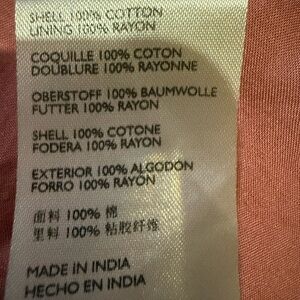 SHELL 100% COTTON
LINING 100% RAYON
COQUILLE 100% COTON
DOUBLURE 100% RAYONNE
OBERSTOFF 100% BAUMWOLLE
FUTTER 100% RAYON
SHELL 100% COTONE
FODERA 100% RAYON
EXTERIOR 100% ALGODON
FORRO 100% RAYON
面料 100% 棉
里料 100% 粘胶纤维
MADE IN INDIA
HECHO EN INDIA